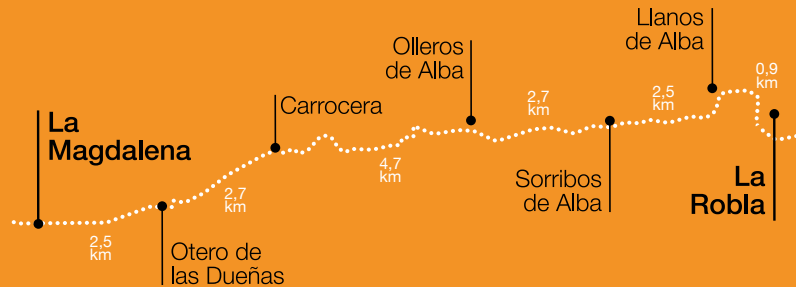 La
Magdalena
2,5
km
Otero de
las Dueñas
2,7
km
Carrocera
4,7
km
Olleros
de Alba
2,7
km
Sorribos
de Alba
2,5
km
Llanos
de Alba
0,9
km
La
Robla